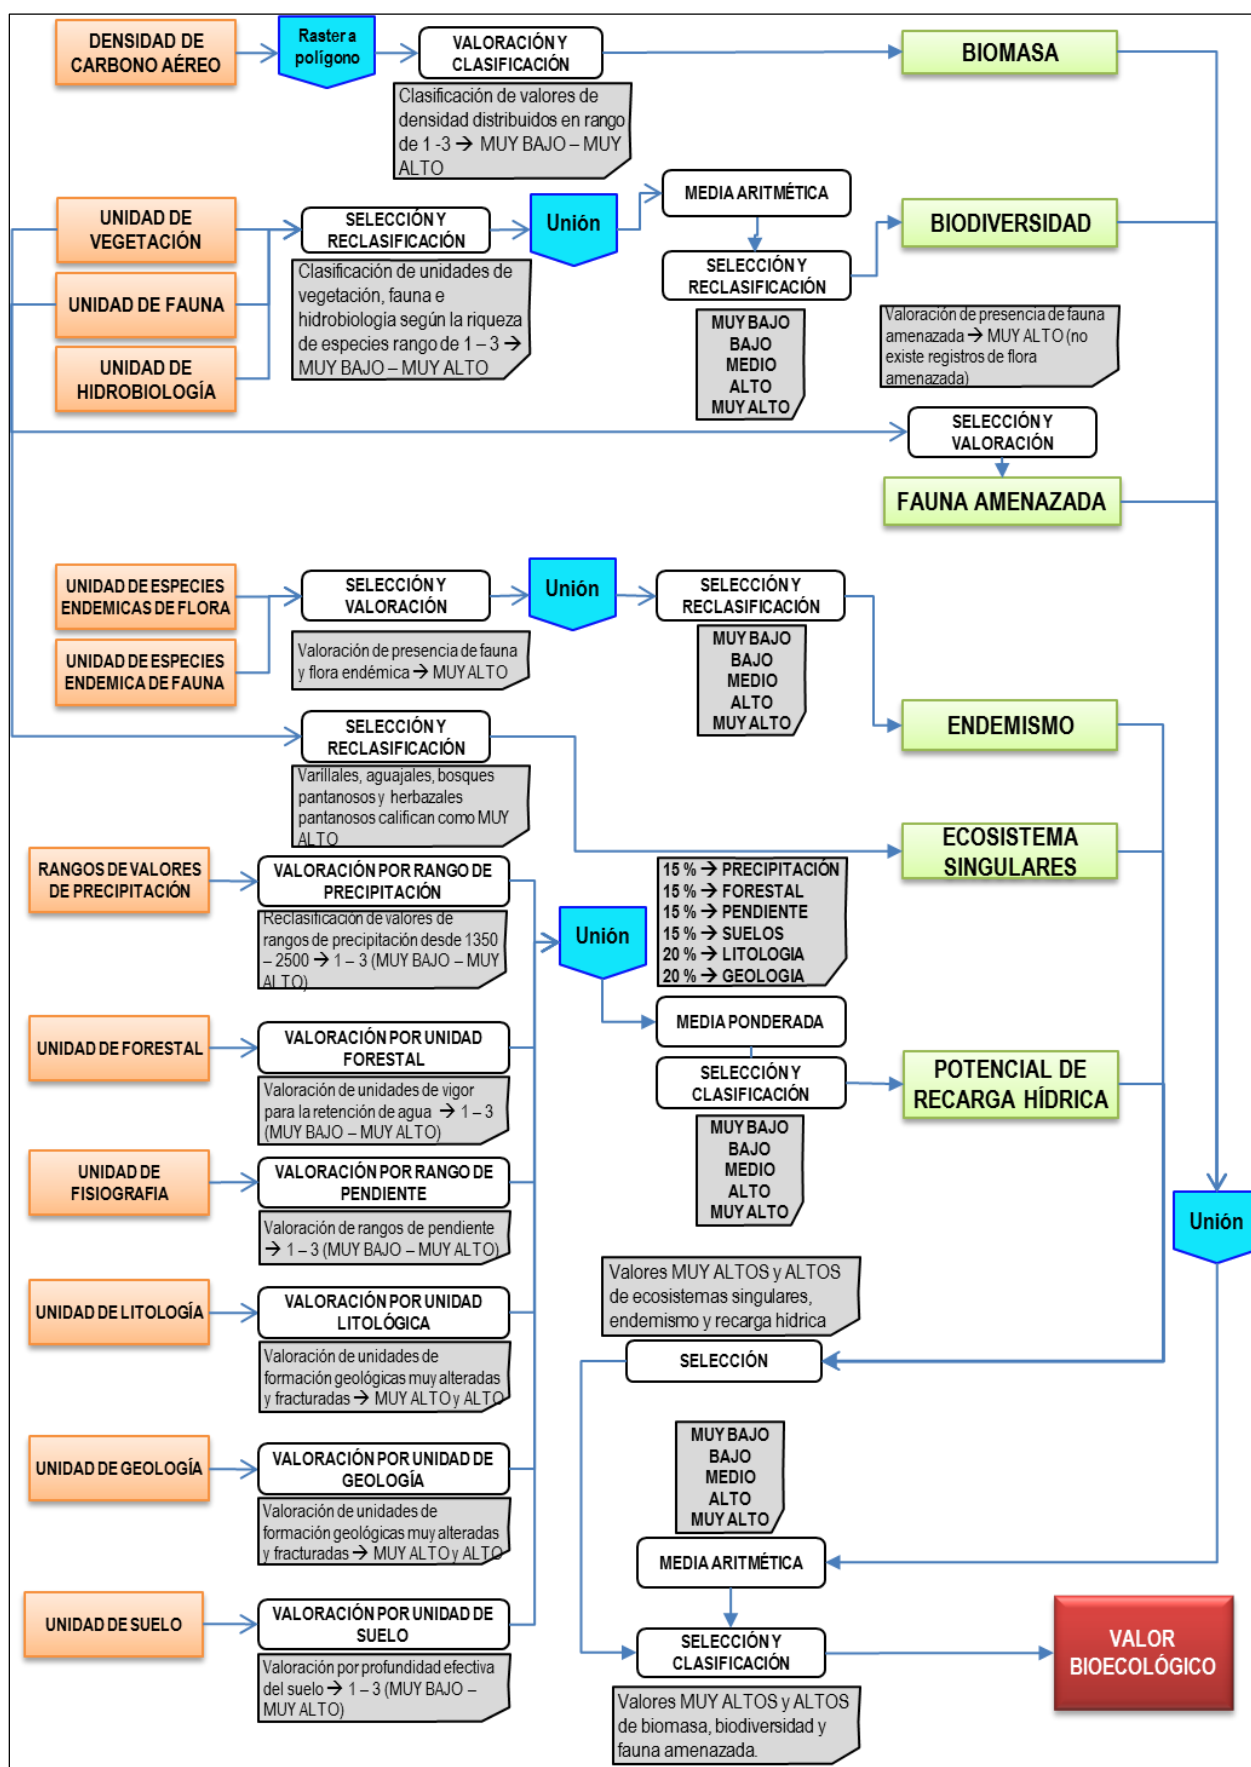 DENSIDAD DE
CARBONO AÉREO
Raster a
polígono
VALORACIÓN Y
CLASIFICACIÓN
BIOMASA
Clasificación de valores de
densidad distribuidos en rango
de 1 -3 → MUY BAJO – MUY
ALTO
UNIDAD DE
VEGETACIÓN
SELECCIÓN Y
RECLASIFICACIÓN
Unión
MEDIA ARITMÉTICA
BIODIVERSIDAD
SELECCIÓN Y
RECLASIFICACIÓN
UNIDAD DE FAUNA
Clasificación de unidades de
vegetación, fauna e
hidrobiología según la riqueza
de especies rango de 1 – 3 →
MUY BAJO – MUY ALTO
UNIDAD DE
HIDROBIOLOGÍA
MUY BAJO
BAJO
MEDIO
ALTO
MUY ALTO
Valoración de presencia de fauna
amenazada → MUY ALTO (no
existe registros de flora
amenazada)
SELECCIÓN Y
VALORACIÓN
FAUNA AMENAZADA
UNIDAD DE ESPECIES
ENDEMICAS DE FLORA
SELECCIÓN Y
VALORACIÓN
Unión
SELECCIÓN Y
RECLASIFICACIÓN
UNIDAD DE ESPECIES
ENDEMICA DE FAUNA
Valoración de presencia de fauna
y flora endémica → MUY ALTO
MUY BAJO
BAJO
MEDIO
ALTO
MUY ALTO
ENDEMISMO
SELECCIÓN Y
RECLASIFICACIÓN
Varillales, aguajales, bosques
pantanosos y herbazales
pantanosos califican como MUY
ALTO
ECOSISTEMA
SINGULARES
RANGOS DE VALORES
DE PRECIPITACIÓN
VALORACIÓN POR RANGO DE
PRECIPITACIÓN
Reclasificación de valores de
rangos de precipitación desde 1350
– 2500 → 1 – 3 (MUY BAJO – MUY
ALTO)
Unión
15 % → PRECIPITACIÓN
15 % → FORESTAL
15 % → PENDIENTE
15 % → SUELOS
20 % → LITOLOGIA
20 % → GEOLOGIA
MEDIA PONDERADA
UNIDAD DE FORESTAL
VALORACIÓN POR UNIDAD
FORESTAL
Valoración de unidades de vigor
para la retención de agua → 1 – 3
(MUY BAJO – MUY ALTO)
SELECCIÓN Y
CLASIFICACIÓN
POTENCIAL DE
RECARGA HÍDRICA
MUY BAJO
BAJO
MEDIO
ALTO
MUY ALTO
UNIDAD DE
FISIOGRAFIA
VALORACIÓN POR RANGO DE
PENDIENTE
Valoración de rangos de pendiente
→ 1 – 3 (MUY BAJO – MUY ALTO)
Unión
UNIDAD DE LITOLOGÍA
VALORACIÓN POR UNIDAD
LITOLÓGICA
Valoración de unidades de
formación geológicas muy alteradas
y fracturadas → MUY ALTO y ALTO
Valores MUY ALTOS y ALTOS
de ecosistemas singulares,
endemismo y recarga hídrica
SELECCIÓN
UNIDAD DE GEOLOGÍA
VALORACIÓN POR UNIDAD DE
GEOLOGÍA
Valoración de unidades de
formación geológicas muy alteradas
y fracturadas → MUY ALTO y ALTO
MUY BAJO
BAJO
MEDIO
ALTO
MUY ALTO
MEDIA ARITMÉTICA
UNIDAD DE SUELO
VALORACIÓN POR UNIDAD DE
SUELO
Valoración por profundidad efectiva
del suelo → 1 – 3 (MUY BAJO –
MUY ALTO)
SELECCIÓN Y
CLASIFICACIÓN
Valores MUY ALTOS y ALTOS
de biomasa, biodiversidad y
fauna amenazada.
VALOR
BIOECOLÓGICO